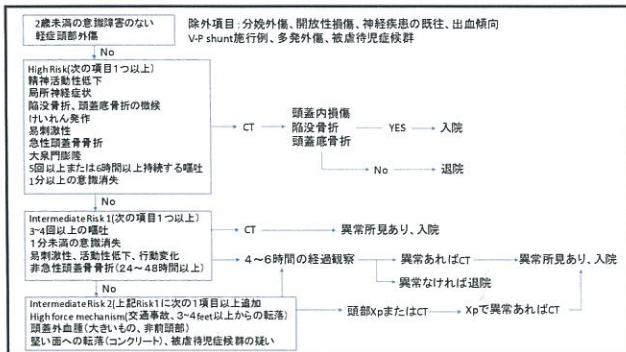 2歳未満の意識障害のない
軽症頭部外傷
除外項目：分娩外傷、開放性損傷、神経疾患の既往、出血傾向
V-P shunt施行例、多発外傷、被虐待児症候群
No
High Risk(次の項目1つ以上)
精神活動性低下
局所神経症状
陥没骨折、頭蓋底骨折の徴候
けいれん発作
易刺激性
急性頭蓋骨骨折
大泉門膨隆
5回以上または6時間以上持続する嘔吐
1分以上の意識消失
CT
頭蓋内損傷
陥没骨折
頭蓋底骨折
YES
入院
No
退院
No
Intermediate Risk 1(次の項目1つ以上)
3~4回以上の嘔吐
1分未満の意識消失
易刺激性、活動性低下、行動変化
非急性頭蓋骨骨折(24～48時間以上)
CT
異常所見あり、入院
4～6時間の経過観察
異常あればCT
異常所見あり、入院
異常なければ退院
No
Intermediate Risk 2(上記Risk1に次の1項目以上追加
High force mechanism(交通事故、3~4feet以上からの転落)
頭蓋外血腫(大きいもの、非前頭部)
堅い面への転落(コンクリート)、被虐待児症候群の疑い
頭部XpまたはCT
Xpで異常あればCT